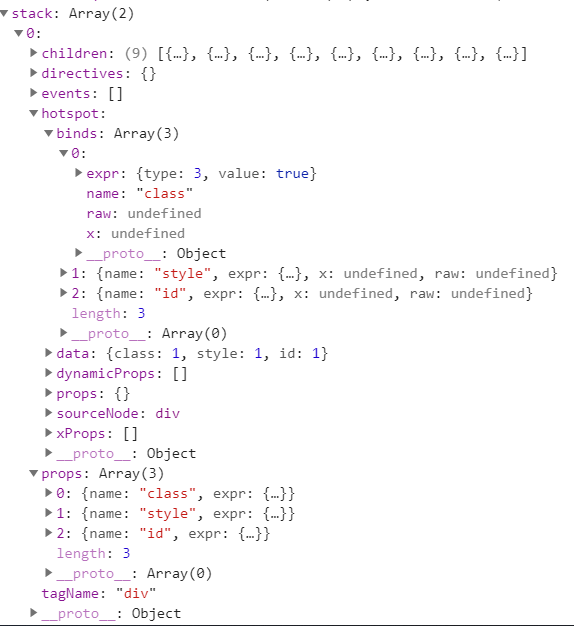 stack: Array(2)
0:
children: (9) [{…}, {…}, {…}, {…}, {…}, {…}, {…}, {…}, {…}]
directives: {}
events: []
hotspot:
binds: Array(3)
0:
expr: {type: 3, value: true}
name: "class"
raw: undefined
x: undefined
__proto__: Object
1: {name: "style", expr: {…}, x: undefined, raw: undefined}
2: {name: "id", expr: {…}, x: undefined, raw: undefined}
length: 3
__proto__: Array(0)
data: {class: 1, style: 1, id: 1}
dynamicProps: []
props: {}
sourceNode: div
xProps: []
__proto__: Object
props: Array(3)
0: {name: "class", expr: {…}}
1: {name: "style", expr: {…}}
2: {name: "id", expr: {…}}
length: 3
__proto__: Array(0)
tagName: "div"
__proto__: Object